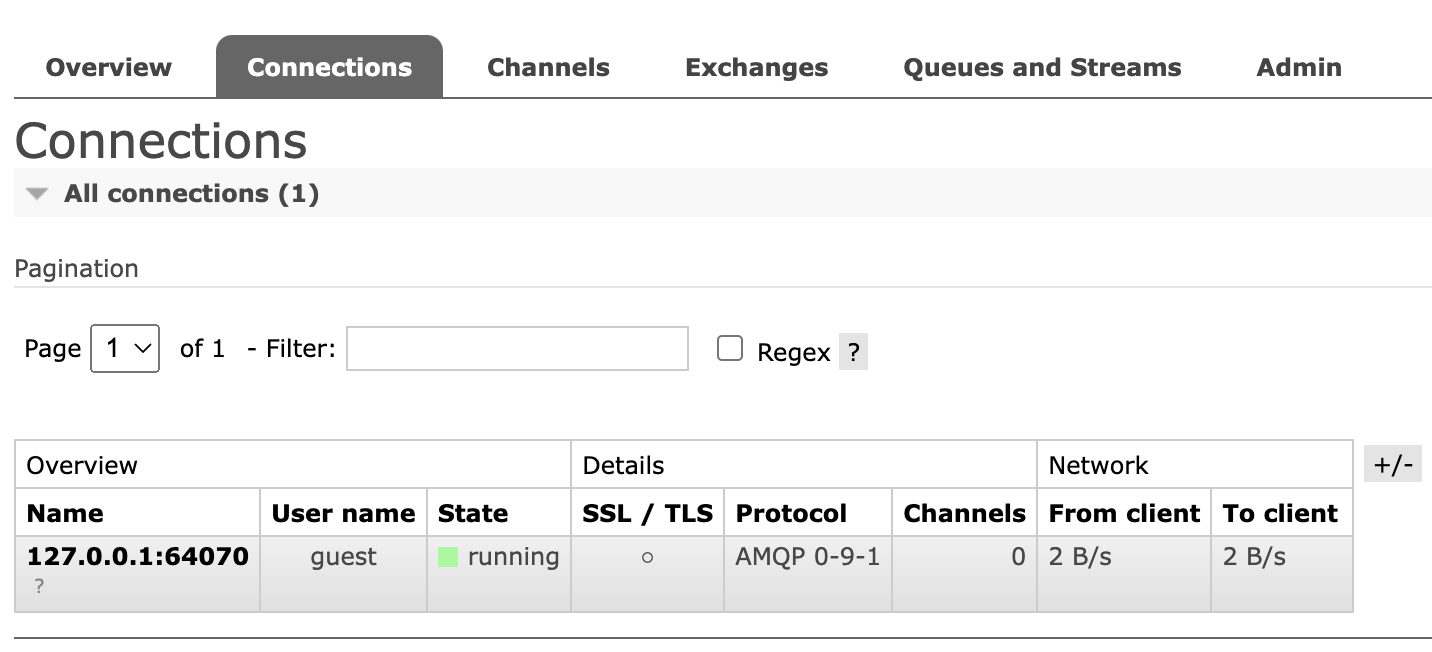 Overview Connections Channels Exchanges Queues and Streams Admin
Connections
All connections (1)
Pagination
Page 1 of 1 - Filter: Regex ?
Overview Details Network +/-
Name User name State SSL / TLS Protocol Channels From client To client
127.0.0.1:64070 guest running ○ AMQP 0-9-1 0 2 B/s 2 B/s
?